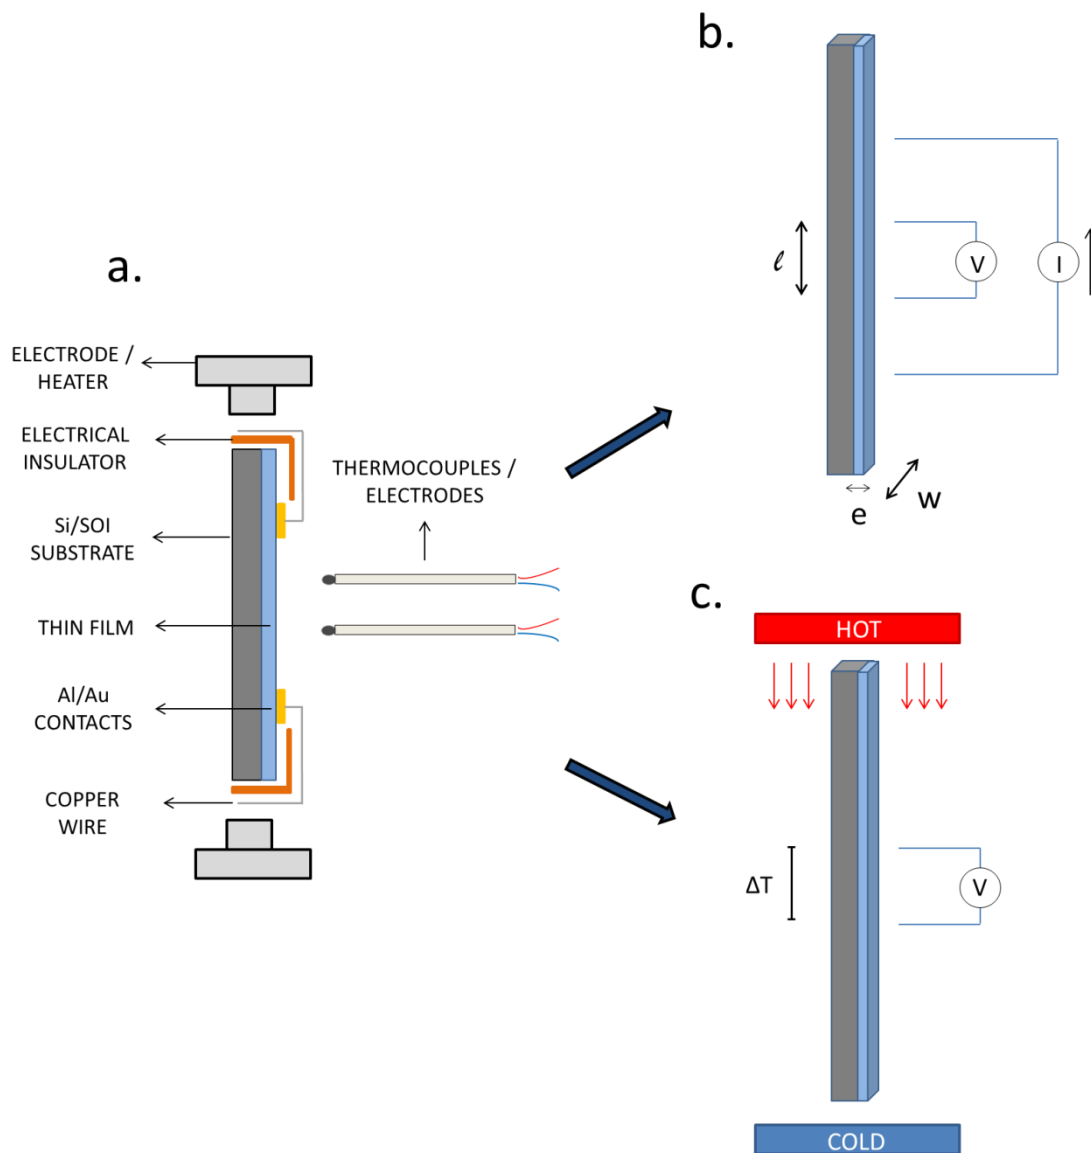 a.
ELECTRODE /
HEATER
ELECTRICAL
INSULATOR
Si/SOI
SUBSTRATE
THIN FILM
Al/Au
CONTACTS
COPPER
WIRE
THERMOCOUPLES /
ELECTRODES
b.
ℓ
V
I
e
w
c.
HOT
ΔT
V
COLD